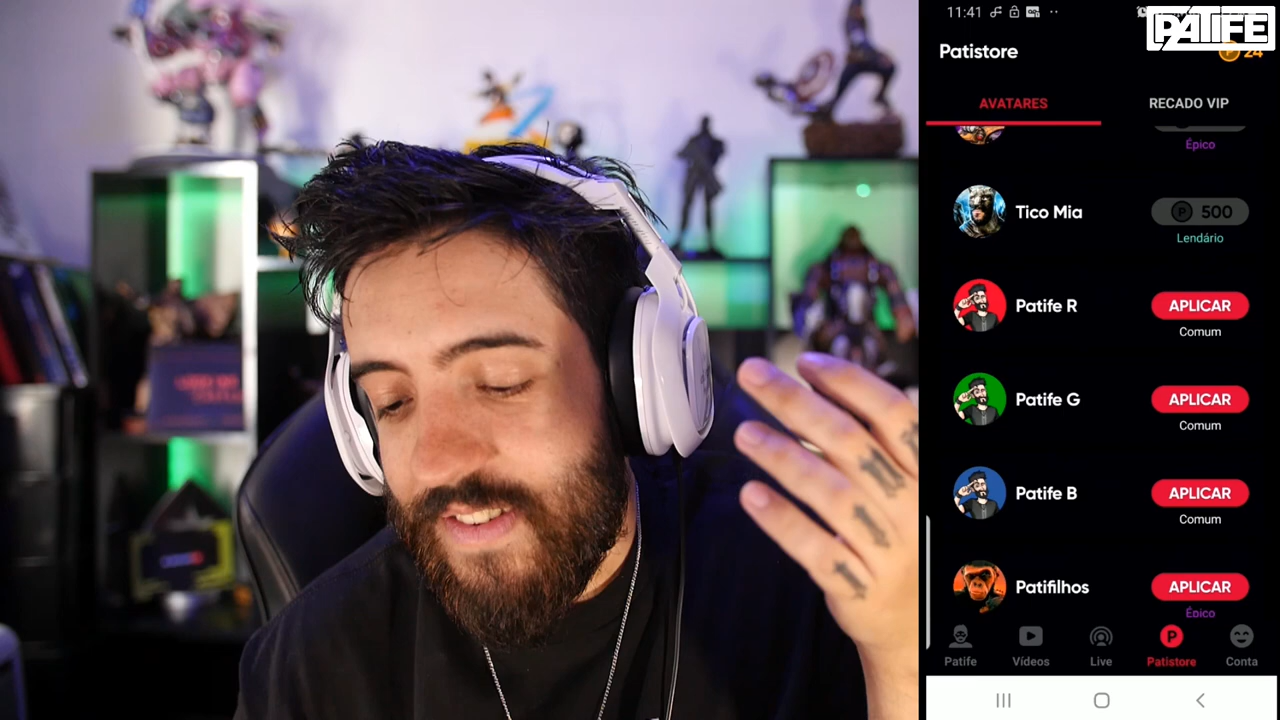 11:41
PATIFE
Patistore
24
AVATARES
RECADO VIP
Épico
Tico Mia
P 500
Lendário
Patife R
APLICAR
Comum
Patife G
APLICAR
Comum
Patife B
APLICAR
Comum
Patifilhos
APLICAR
Épico
P
Patife
Vídeos
Live
Patistore
Conta